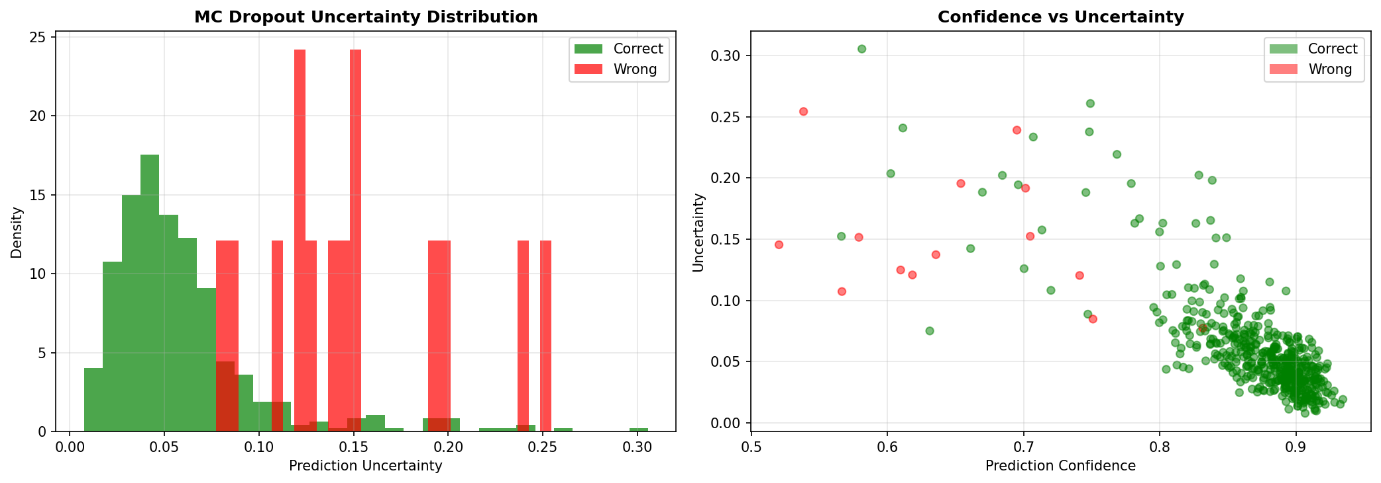 MC Dropout Uncertainty Distribution
Density
25
20
15
10
5
0
0.00 0.05 0.10 0.15 0.20 0.25 0.30
Prediction Uncertainty
Correct
Wrong
Confidence vs Uncertainty
Uncertainty
0.30
0.25
0.20
0.15
0.10
0.05
0.00
0.5 0.6 0.7 0.8 0.9
Prediction Confidence
Correct
Wrong